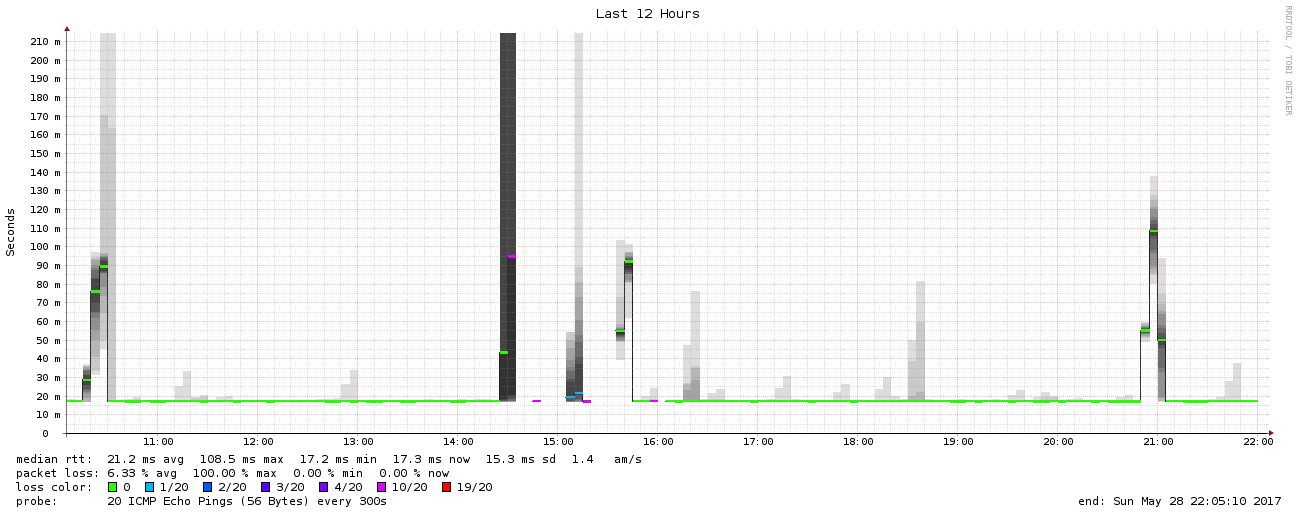 Last 12 Hours
RRDTOOL / TOBI OETIKER
Seconds
210 m
200 m
190 m
180 m
170 m
160 m
150 m
140 m
130 m
120 m
110 m
100 m
90 m
80 m
70 m
60 m
50 m
40 m
30 m
20 m
10 m
0
11:00 12:00 13:00 14:00 15:00 16:00 17:00 18:00 19:00 20:00 21:00 22:00
median rtt: 21.2 ms avg 108.5 ms max 17.2 ms min 17.3 ms now 15.3 ms sd 1.4 am/s
packet loss: 6.33 % avg 100.00 % max 0.00 % min 0.00 % now
loss color: 0 1/20 2/20 3/20 4/20 10/20 19/20
probe: 20 ICMP Echo Pings (56 Bytes) every 300s end: Sun May 28 22:05:10 2017